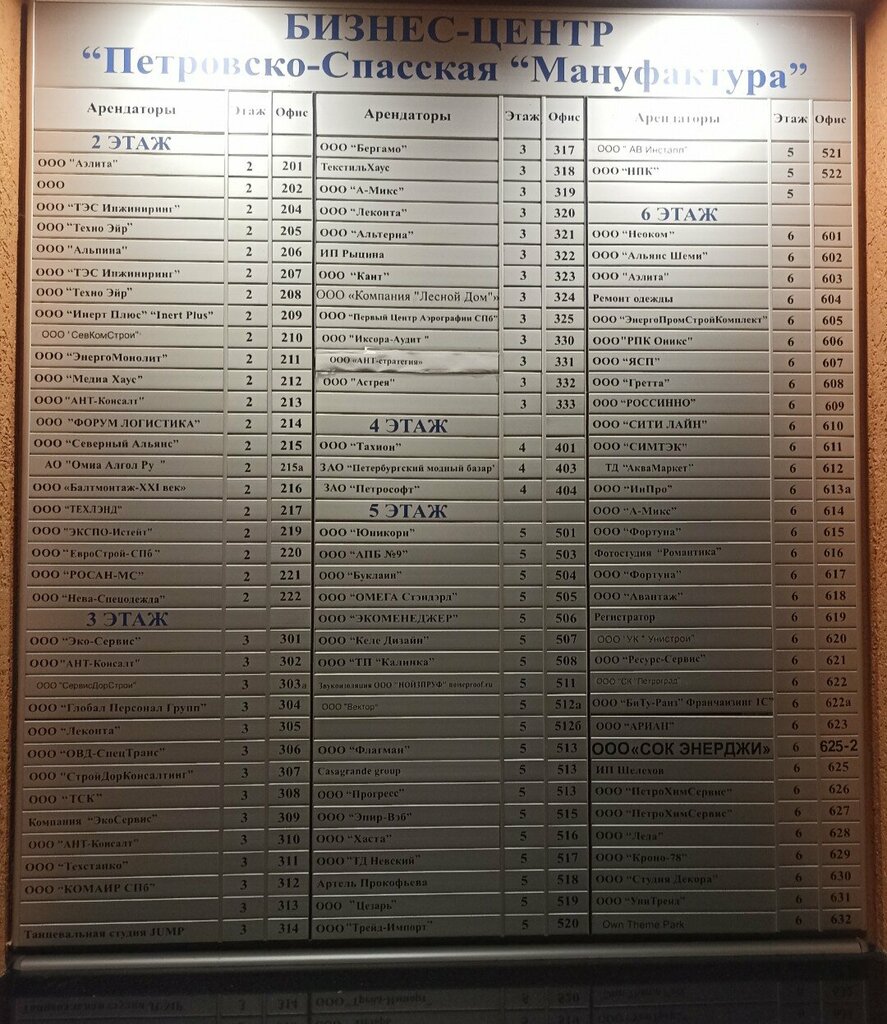 БИЗНЕС-ЦЕНТР
“Петровско-Спасская “Мануфактура”
Арендаторы Этаж Офис
2 ЭТАЖ
ООО "Аэлита" 2 201
ООО 2 202
ООО “ТЭС Инжиниринг” 2 204
ООО “Техно Эйр” 2 205
ООО "Альпина" 2 206
ООО “ТЭС Инжиниринг” 2 207
ООО “Техно Эйр” 2 208
ООО “Инерт Плюс” “Inert Plus” 2 209
ООО "СевКомСтрои" 2 210
ООО “ЭнергоМонолит” 2 211
ООО “Медиа Хаус” 2 212
ООО "АНТ-Консалт" 2 213
ООО “ФОРУМ ЛОГИСТИКА” 2 214
ООО “Северный Альянс” 2 215
АО "Омиа Алгол Ру " 2 215а
ООО «Балтмонтаж-XXI век» 2 216
ООО “ТЕХЛЭНД” 2 217
ООО "ЭКСПО-Истейт" 2 219
ООО "ЕвроСтрой-СПб" 2 220
ООО “РОСАН-МС” 2 221
ООО "Нева-Спецодежда" 2 222
3 ЭТАЖ
ООО “Эко-Сервис” 3 301
ООО "АНТ-Консалт" 3 302
ООО "СервисДорСтрои" 3 303а
ООО “Глобал Персонал Групп” 3 304
ООО “Леконта” 3 305
ООО “ОВД-СпецТранс” 3 306
ООО “СтройДорКонсалтинг” 3 307
ООО “ТСК” 3 308
Компания “ЭкоСервис” 3 309
ООО "АНТ-Консалт" 3 310
ООО “Техстанко” 3 311
ООО “КОМАИР СПб” 3 312
3 313
Танцевальная студия JUMP 3 314
Арендаторы Этаж Офис
ООО “Бергамо” 3 317
ТекстильХаус 3 318
ООО “А-Микс” 3 319
ООО “Леконта” 3 320
ООО “Альтерна” 3 321
ИП Рыцина 3 322
ООО “Кант” 3 323
ООО «Компания "Лесной Дом"» 3 324
ООО “Первый Центр Аэрографии СПб” 3 325
ООО "Иксора-Аудит " 3 330
ООО «АНТ-стратегия» 3 331
ООО "Астрея" 3 332
3 333
4 ЭТАЖ
ООО “Тахион” 4 401
ЗАО “Петербургский модный базар” 4 403
ЗАО “Петрософт” 4 404
5 ЭТАЖ
ООО “Юникорн” 5 501
ООО “АПБ №9” 5 503
ООО “Буклаин” 5 504
ООО “ОМЕГА Стэндэрд” 5 505
ООО “ЭКОМЕНЕДЖЕР” 5 506
ООО “Келе Дизайн” 5 507
ООО “ТП “Калинка” 5 508
Звукоизоляция ООО "НОЙЗПРУФ" noiseproof.ru 5 511
ООО "Вектор" 5 512а
5 512б
ООО “Флагман” 5 513
Casagrande group 5 513
ООО “Прогресс” 5 513
ООО “Эпир-Вэб” 5 515
ООО “Хаста” 5 516
ООО "ТД Невский" 5 517
Артель Прокофьева 5 518
ООО "Цезарь" 5 519
ООО "Трейд-Импорт" 5 520
Арендаторы Этаж Офис
ООО " АВ Инсталл" 5 521
ООО “НПК” 5 522
5
6 ЭТАЖ
ООО “Неоком” 6 601
ООО “Альянс Шеми” 6 602
ООО “Аэлита” 6 603
Ремонт одежды 6 604
ООО “ЭнергоПромСтройКомплект” 6 605
ООО"РПК Оникс" 6 606
ООО “ЯСП” 6 607
ООО “Гретта” 6 608
ООО “РОССИННО” 6 609
ООО “СИТИ ЛАЙН” 6 610
ООО “СИМТЭК” 6 611
ТД "АкваМаркет" 6 612
ООО “ИнПро” 6 613а
ООО “А-Микс” 6 614
ООО “Фортуна” 6 615
Фотостудия “Романтика” 6 616
ООО “Фортуна” 6 617
ООО “Авантаж” 6 618
Регистратор 6 619
ООО "УК " Унистрой" 6 620
ООО “Ресурс-Сервис” 6 621
ООО "СК "Петроград" 6 622
ООО “БиТу-Раиз” Франчаизинг 1С” 6 622а
ООО “АРИАН” 6 623
ООО«СОК ЭНЕРДЖИ» 6 625-2
ИП Шелехов 6 625
ООО “ПетроХимСервис” 6 626
ООО “ПетроХимСервис” 6 627
ООО “Леда” 6 628
ООО “Кроно-78” 6 629
ООО “Студия Декора” 6 630
ООО “УниТреид” 6 631
Own Theme Park 6 632